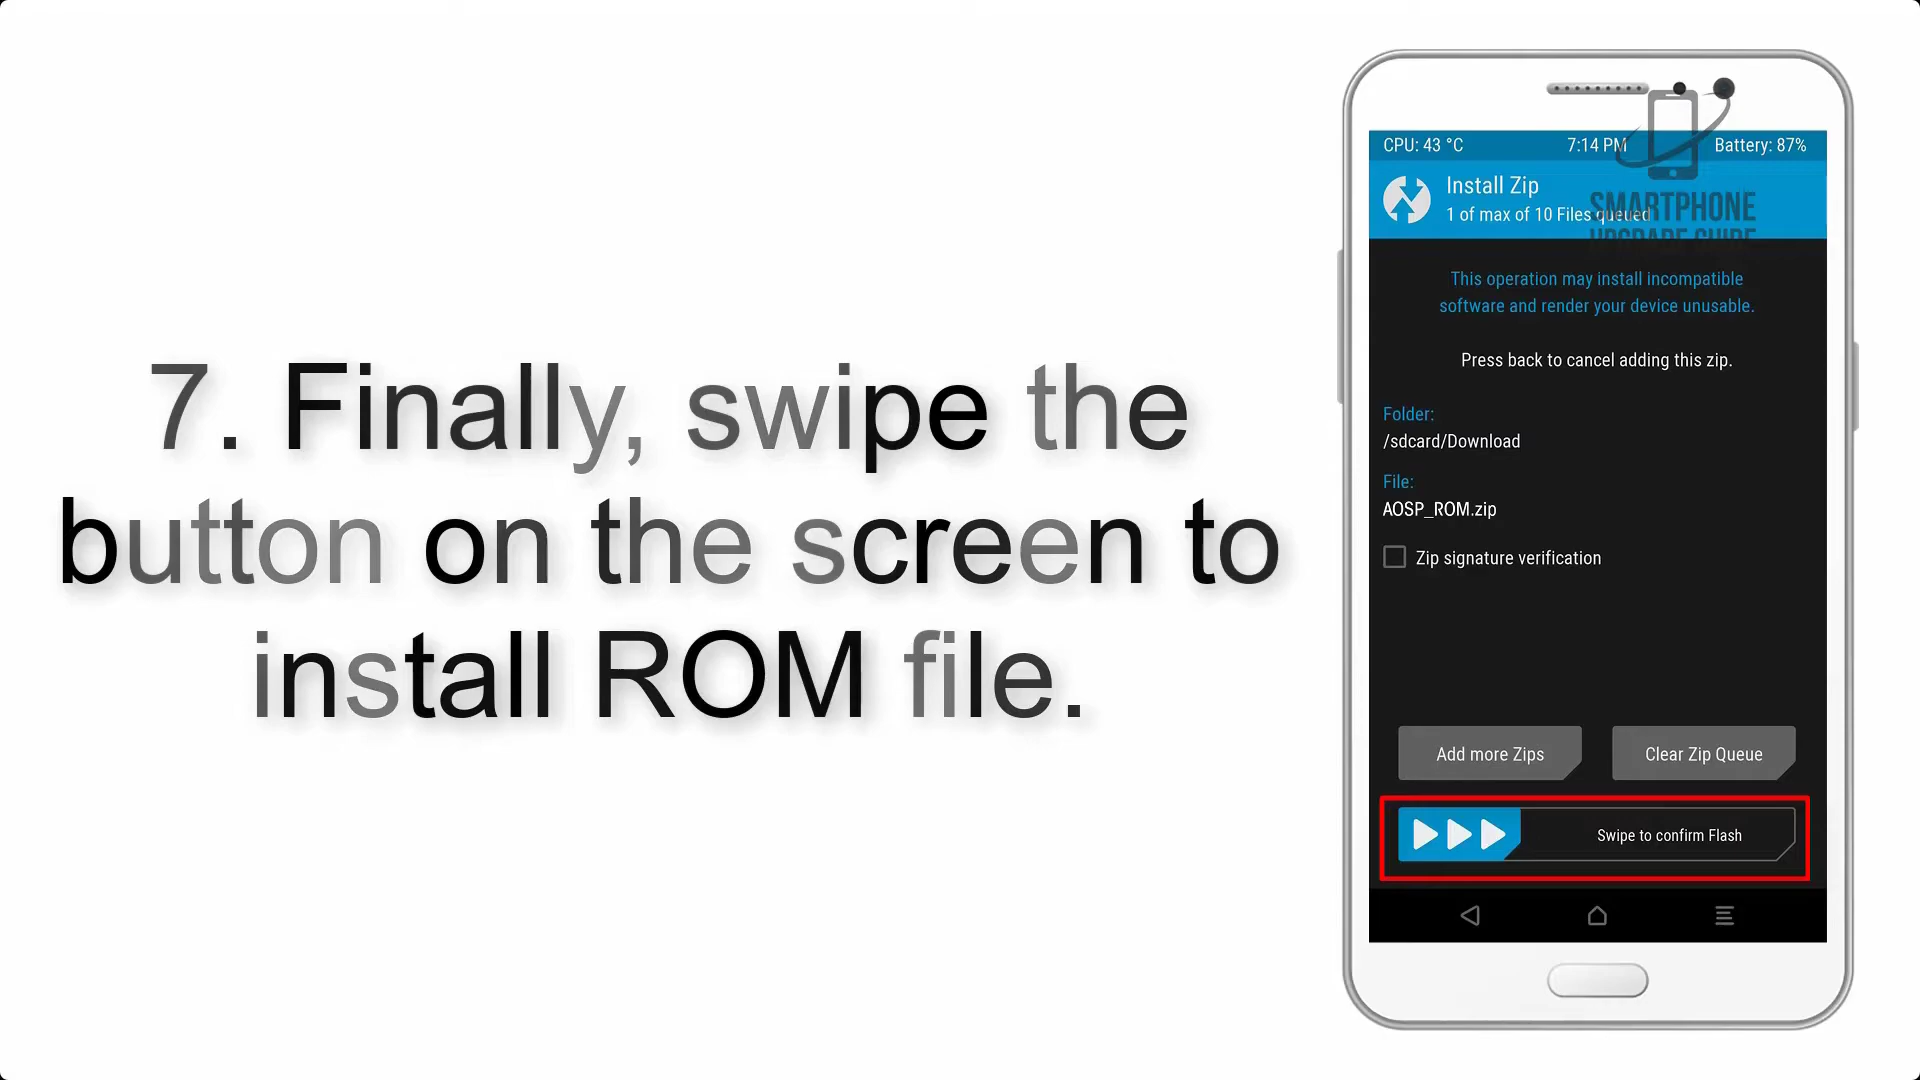 7. Finally, swipe the
button on the screen to
install ROM file.
CPU: 43 °C 7:14 PM Battery: 87%
Install Zip
1 of max of 10 Files queued
SMARTPHONE
UPGRADE GUIDE
This operation may install incompatible
software and render your device unusable.
Press back to cancel adding this zip.
Folder:
/sdcard/Download
File:
AOSP_ROM.zip
Zip signature verification
Add more Zips Clear Zip Queue
Swipe to confirm Flash